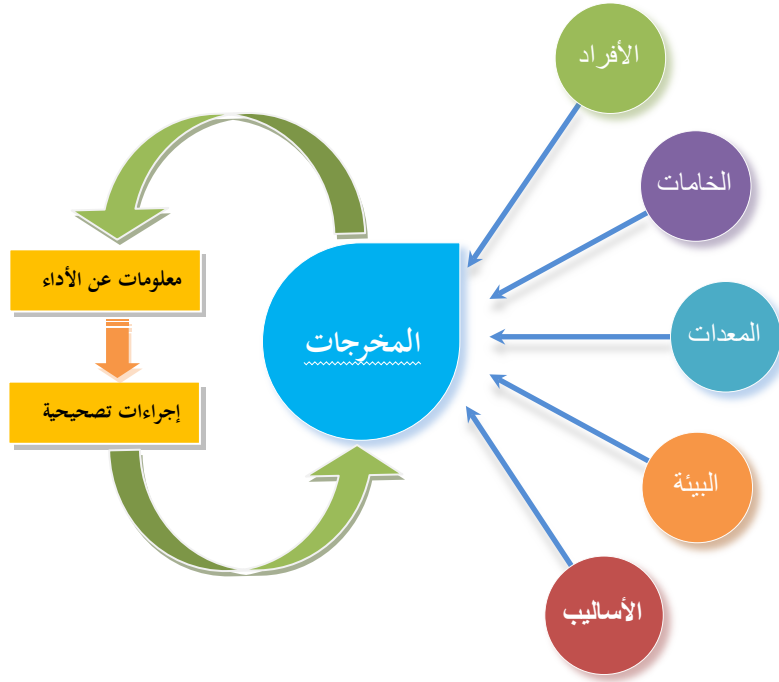 الأفراد
الخامات
المعدات
البيئة
الأساليب
المخرجات
معلومات عن الأداء
إجراءات تصحيحية